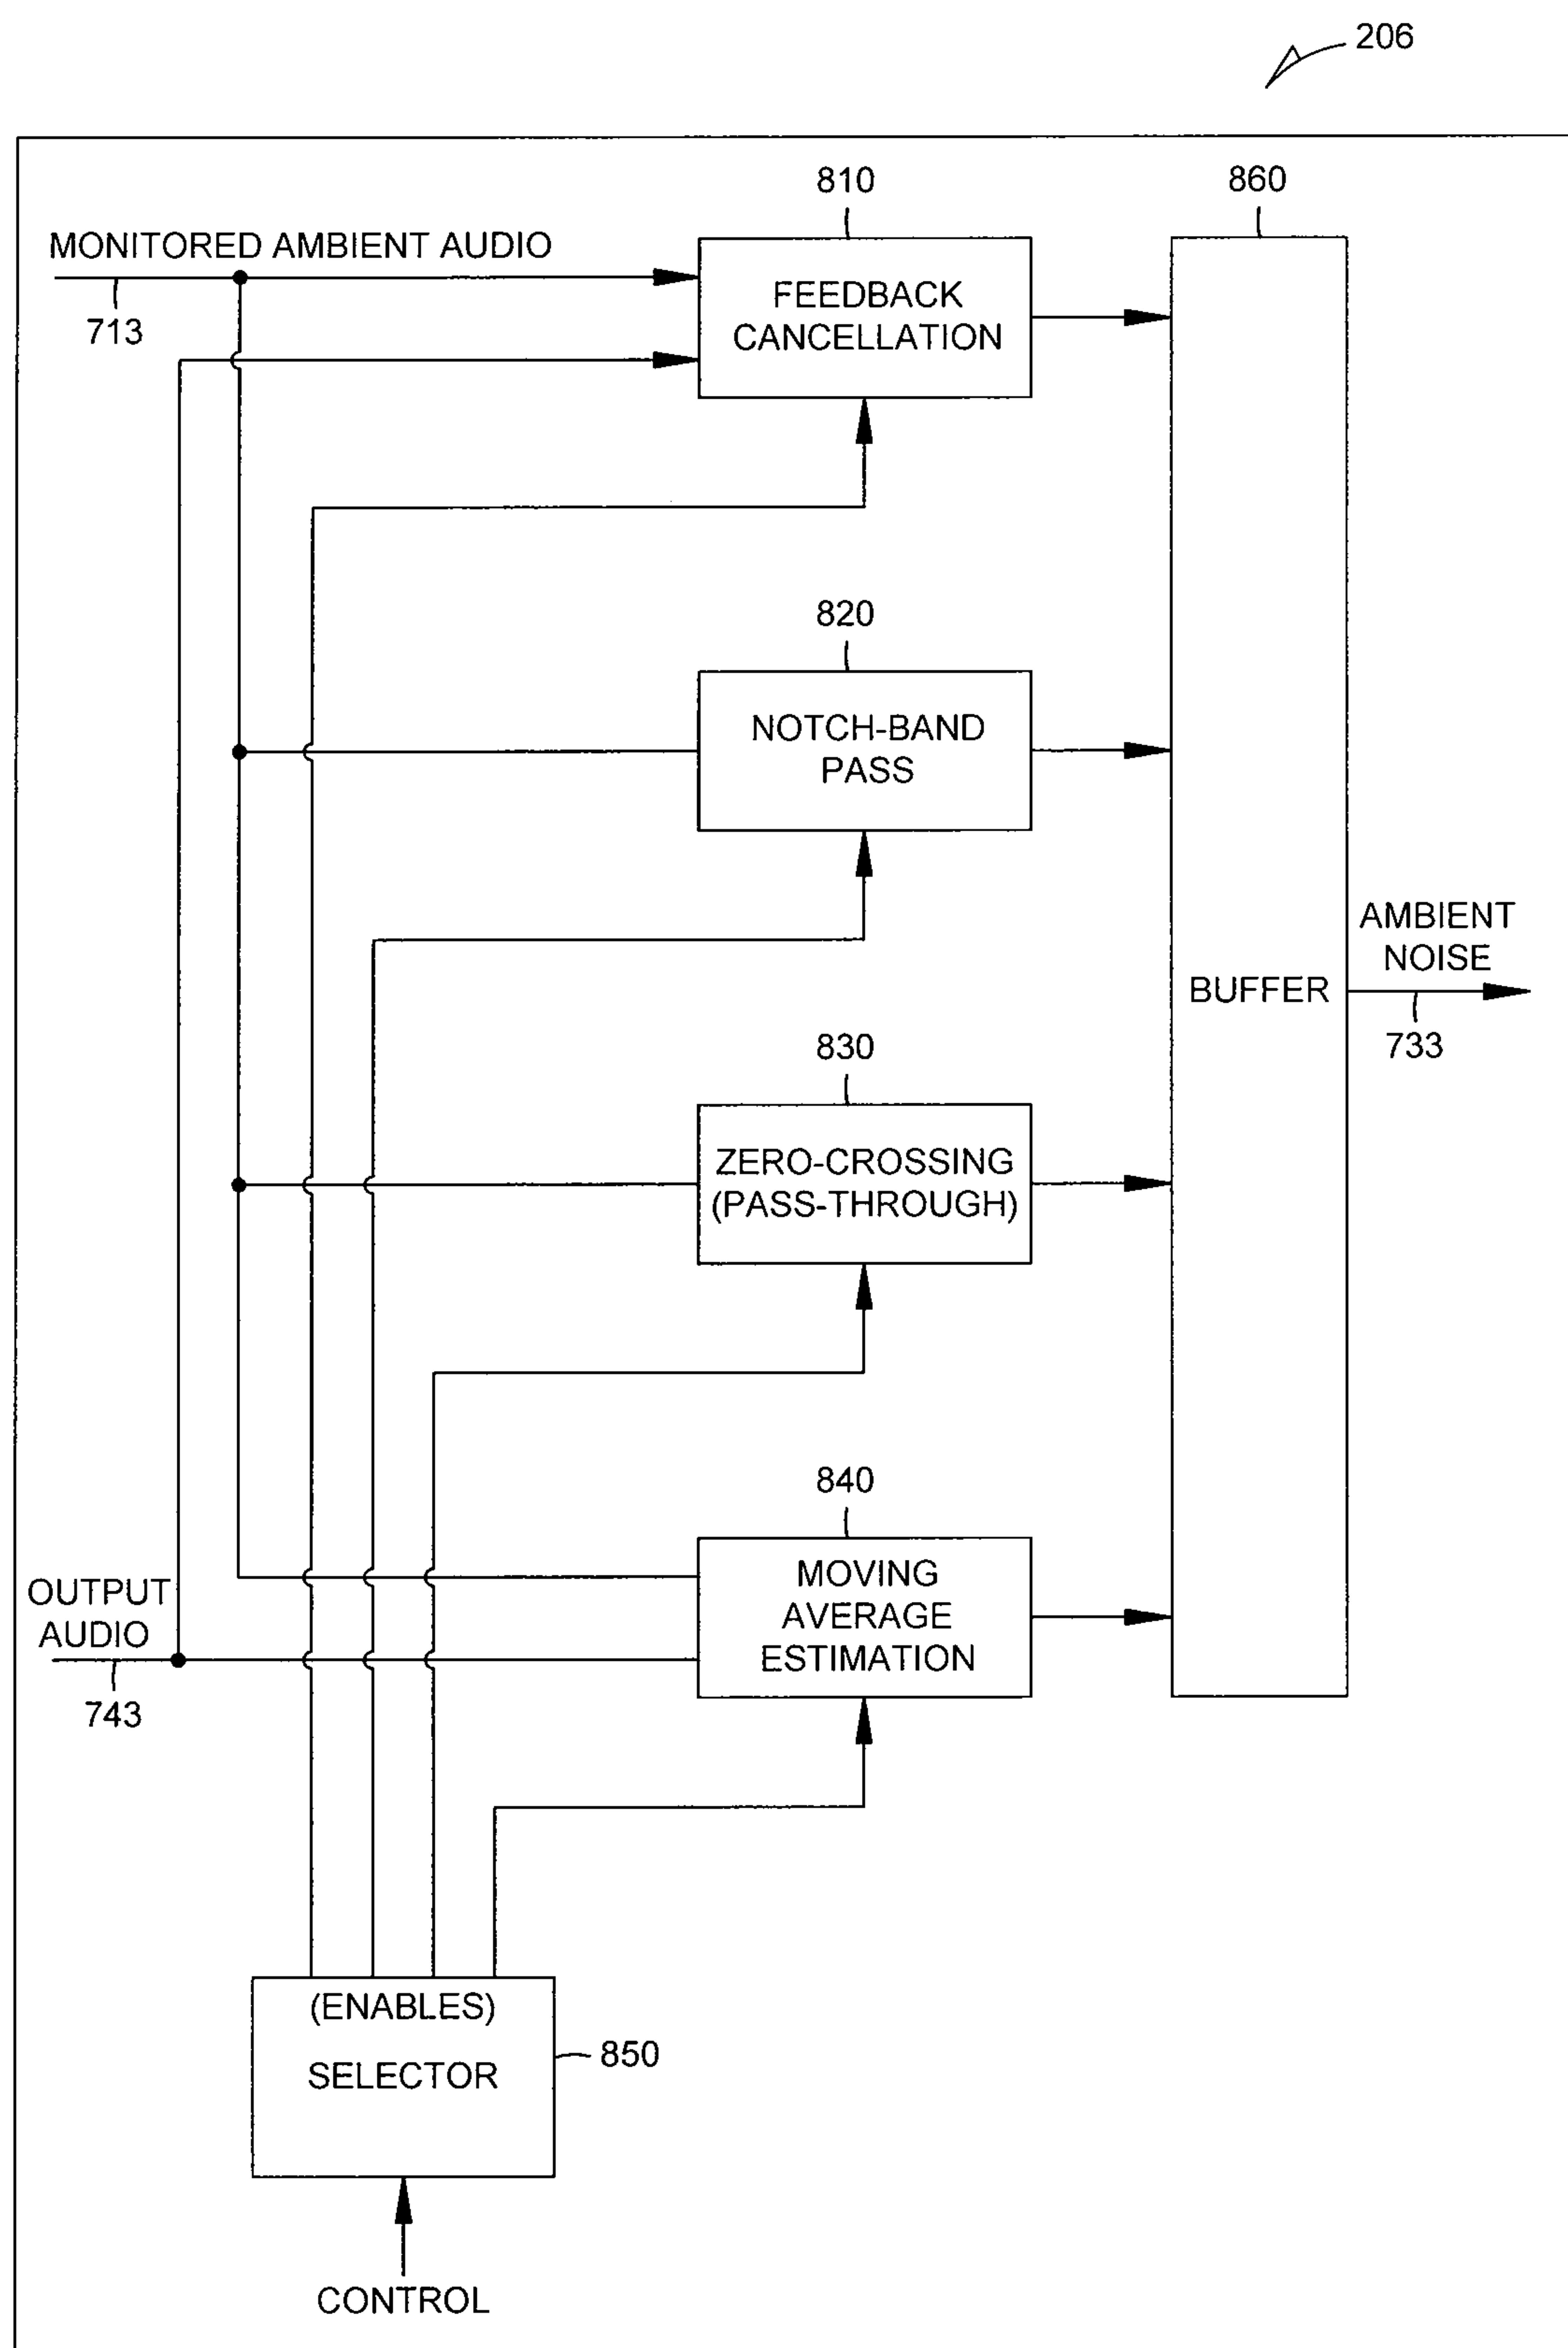 206
810
860
MONITORED AMBIENT AUDIO
713
FEEDBACK
CANCELLATION
820
NOTCH-BAND
PASS
AMBIENT
NOISE
BUFFER
733
830
ZERO-CROSSING
(PASS-THROUGH)
840
MOVING
AVERAGE
ESTIMATION
OUTPUT
AUDIO
743
(ENABLES)
SELECTOR
850
CONTROL